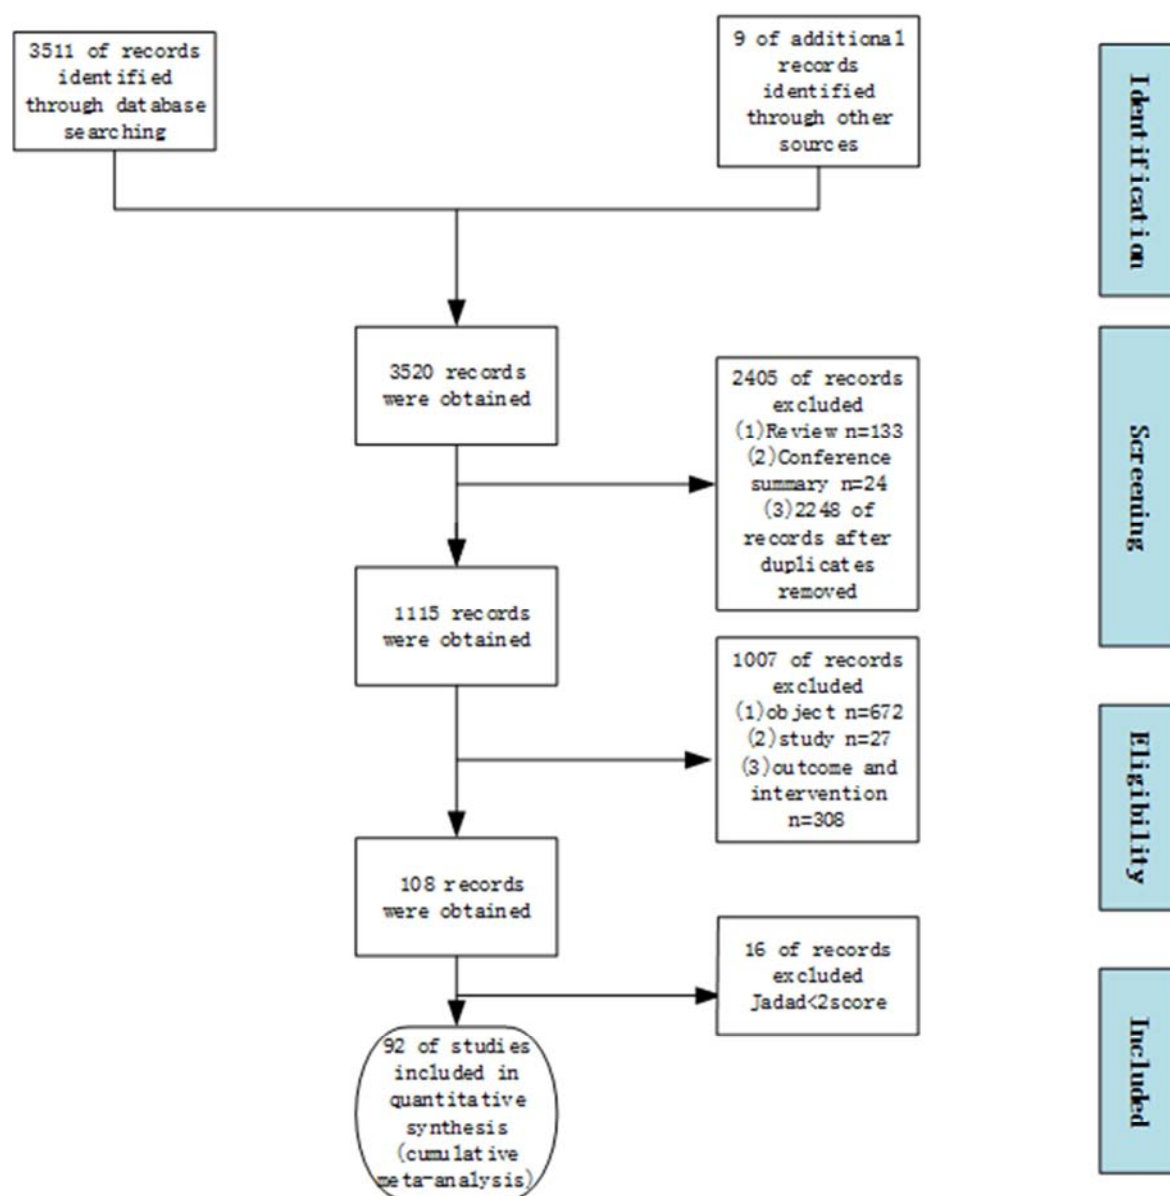 3511 of records
identified
through database
searching
9 of additional
records
identified
through other
sources
Identification
3520 records
were obtained
2405 of records
excluded
(1)Review n=133
(2)Conference
summary n=24
(3)2248 of
records after
duplicates
removed
Screening
1115 records
were obtained
1007 of records
excluded
(1)object n=672
(2)study n=27
(3)outcome and
intervention
n=308
Eligibility
108 records
were obtained
16 of records
excluded
Jadad<2score
92 of studies
included in
quantitative
synthesis
(cumulative
meta-analysis)
Included